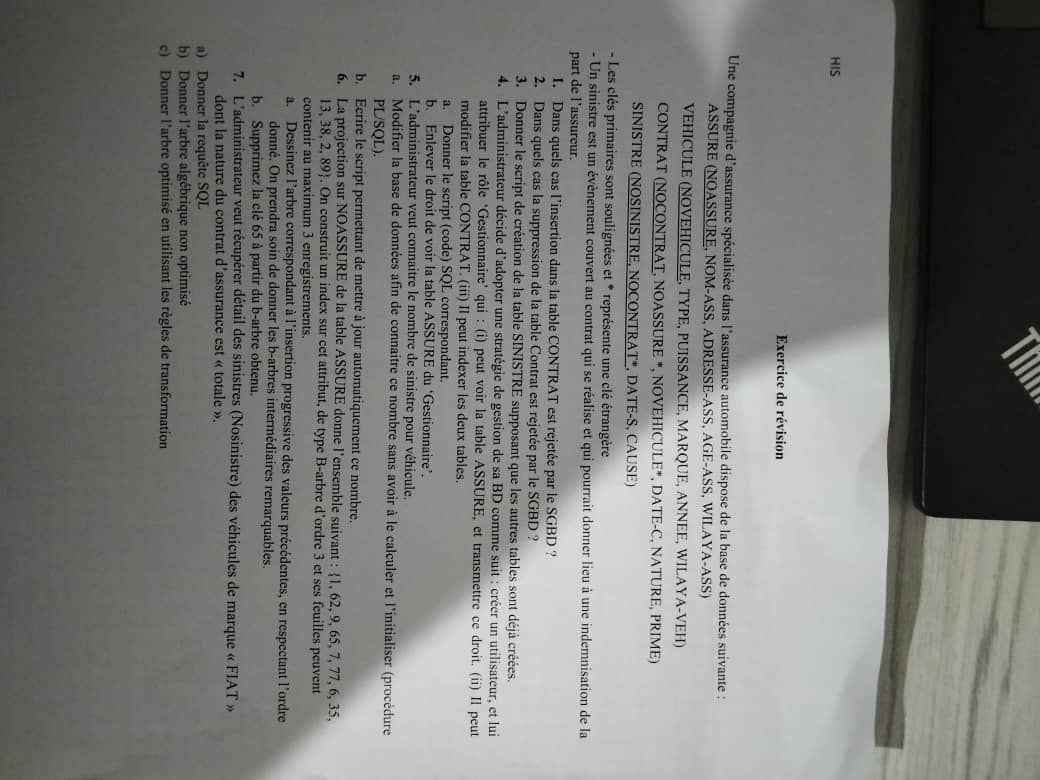 HIS
Exercice de révision
Une compagnie d'assurance spécialisée dans l'assurance automobile dispose de la base de données suivante :
ASSURE (NOASSURE, NOM-ASS, ADRESSE-ASS, AGE-ASS, WILAYA-ASS)
VEHICULE (NOVEHICULE, TYPE, PUISSANCE, MARQUE, ANNEE, WILAYA-VEH)
CONTRAT (NOCONTRAT, NOASSURE *, NOVEHICULE*, DATE-C, NATURE, PRIME)
SINISTRE (NOSINISTRE, NOCONTRAT*, DATE-S, CAUSE)
- Les clés primaires sont soulignées et * représente une clé étrangère
- Un sinistre est un évènement couvert au contrat qui se réalise et qui pourrait donner lieu à une indemnisation de la
part de l'assureur.
1. Dans quels cas l'insertion dans la table CONTRAT est rejetée par le SGBD ?
2. Dans quels cas la suppression de la table Contrat est rejetée par le SGBD ?
3. Donner le script de création de la table SINISTRE supposant que les autres tables sont déjà créées.
4. L'administrateur décide d'adopter une stratégie de gestion de sa BD comme suit : créer un utilisateur, et lui
attribuer le rôle 'Gestionnaire' qui : (i) peut voir la table ASSURE, et transmettre ce droit. (ii) Il peut
modifier la table CONTRAT. (iii) Il peut indexer les deux tables.
a. Donner le script (code) SQL correspondant.
b. Enlever le droit de voir la table ASSURE du 'Gestionnaire'.
5. L'administrateur veut connaitre le nombre de sinistre pour véhicule.
a. Modifier la base de données afin de connaitre ce nombre sans avoir à le calculer et l'initialiser (procédure
PL/SQL).
b. Ecrire le script permettant de mettre à jour automatiquement ce nombre.
6. La projection sur NOASSURE de la table ASSURE donne l'ensemble suivant : {1, 62, 9, 65, 7, 77, 6, 35,
13, 38, 2, 89}. On construit un index sur cet attribut, de type B-arbre d'ordre 3 et ses feuilles peuvent
contenir au maximum 3 enregistrements.
a. Dessinez l'arbre correspondant à l'insertion progressive des valeurs précédentes, en respectant l'ordre
donné. On prendra soin de donner les b-arbres intermédiaires remarquables.
b. Supprimez la clé 65 à partir du b-arbre obtenu.
7. L'administrateur veut récupérer détail des sinistres (Nosinistre) des véhicules de marque « FIAT »
dont la nature du contrat d'assurance est « totale ».
a) Donner la requête SQL
b) Donner l'arbre algébrique non optimisé
c) Donner l'arbre optimisé en utilisant les règles de transformation